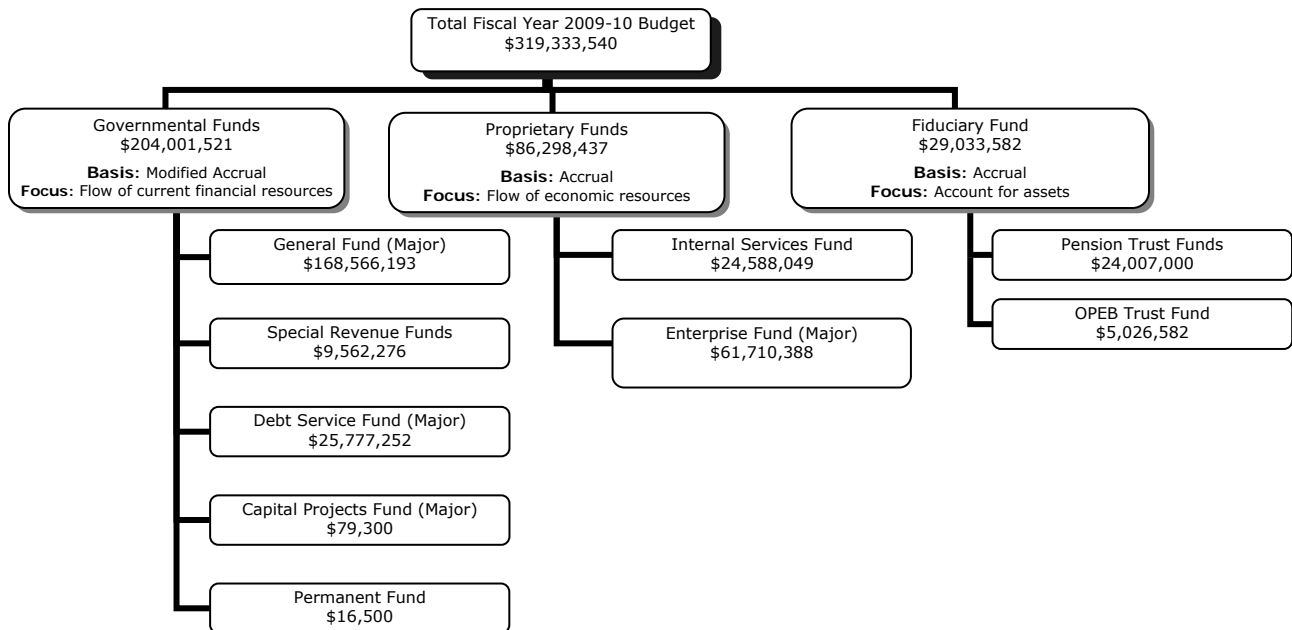 Total Fiscal Year 2009-10 Budget
$319,333,540
Governmental Funds
$204,001,521
Basis: Modified Accrual
Focus: Flow of current financial resources
Proprietary Funds
$86,298,437
Basis: Accrual
Focus: Flow of economic resources
Fiduciary Fund
$29,033,582
Basis: Accrual
Focus: Account for assets
General Fund (Major)
$168,566,193
Special Revenue Funds
$9,562,276
Debt Service Fund (Major)
$25,777,252
Capital Projects Fund (Major)
$79,300
Permanent Fund
$16,500
Internal Services Fund
$24,588,049
Enterprise Fund (Major)
$61,710,388
Pension Trust Funds
$24,007,000
OPEB Trust Fund
$5,026,582